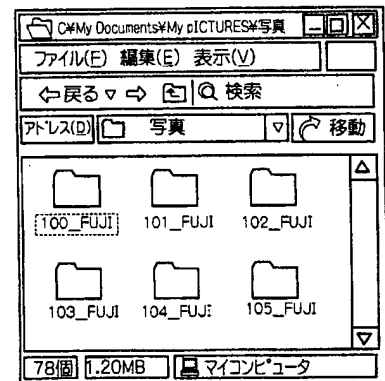 C¥My Documents¥My pICTURES¥写真
ファイル(F) 編集(E) 表示(V)
戻る 検索
アドレス(D) 写真 移動
100_FUJI 101_FUJI 102_FUJI
103_FUJI 104_FUJI 105_FUJI
78個 1.20MB マイコンピュータ